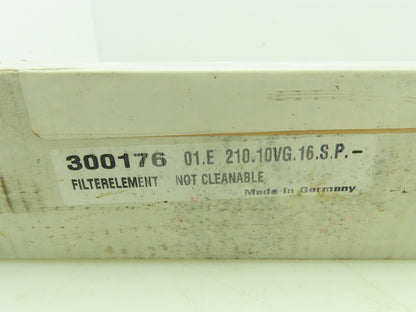 300176 01.E 210.10VG.16.S.P.-
FILTERELEMENT NOT CLEANABLE
Made in Germany